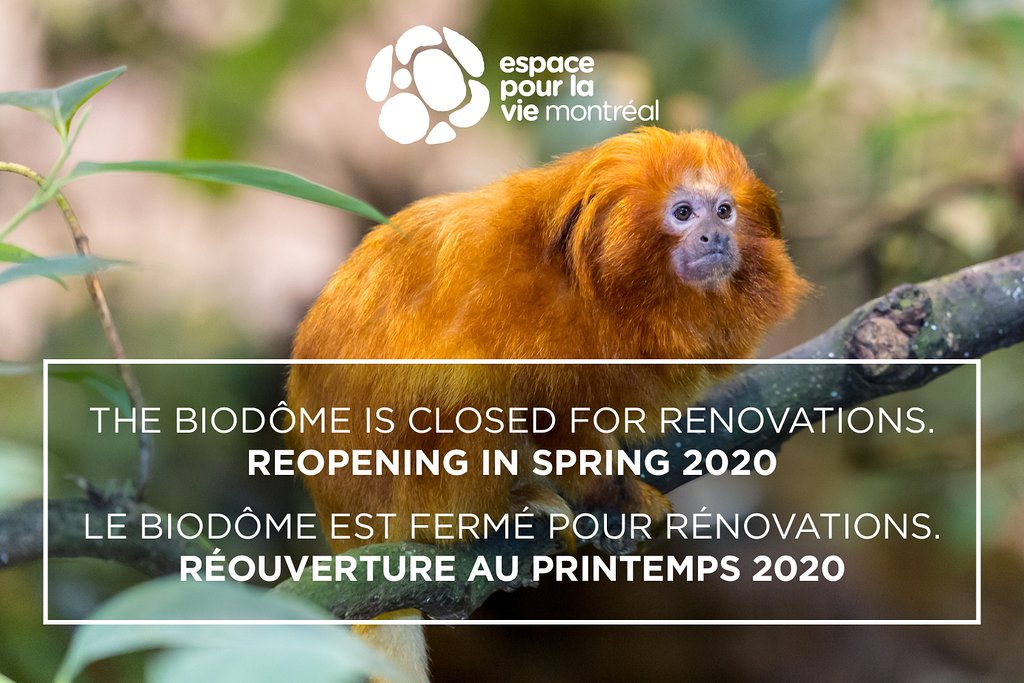 espace
pour la
vie montréal
THE BIODÔME IS CLOSED FOR RENOVATIONS.
REOPENING IN SPRING 2020
LE BIODÔME EST FERMÉ POUR RÉNOVATIONS.
RÉOUVERTURE AU PRINTEMPS 2020